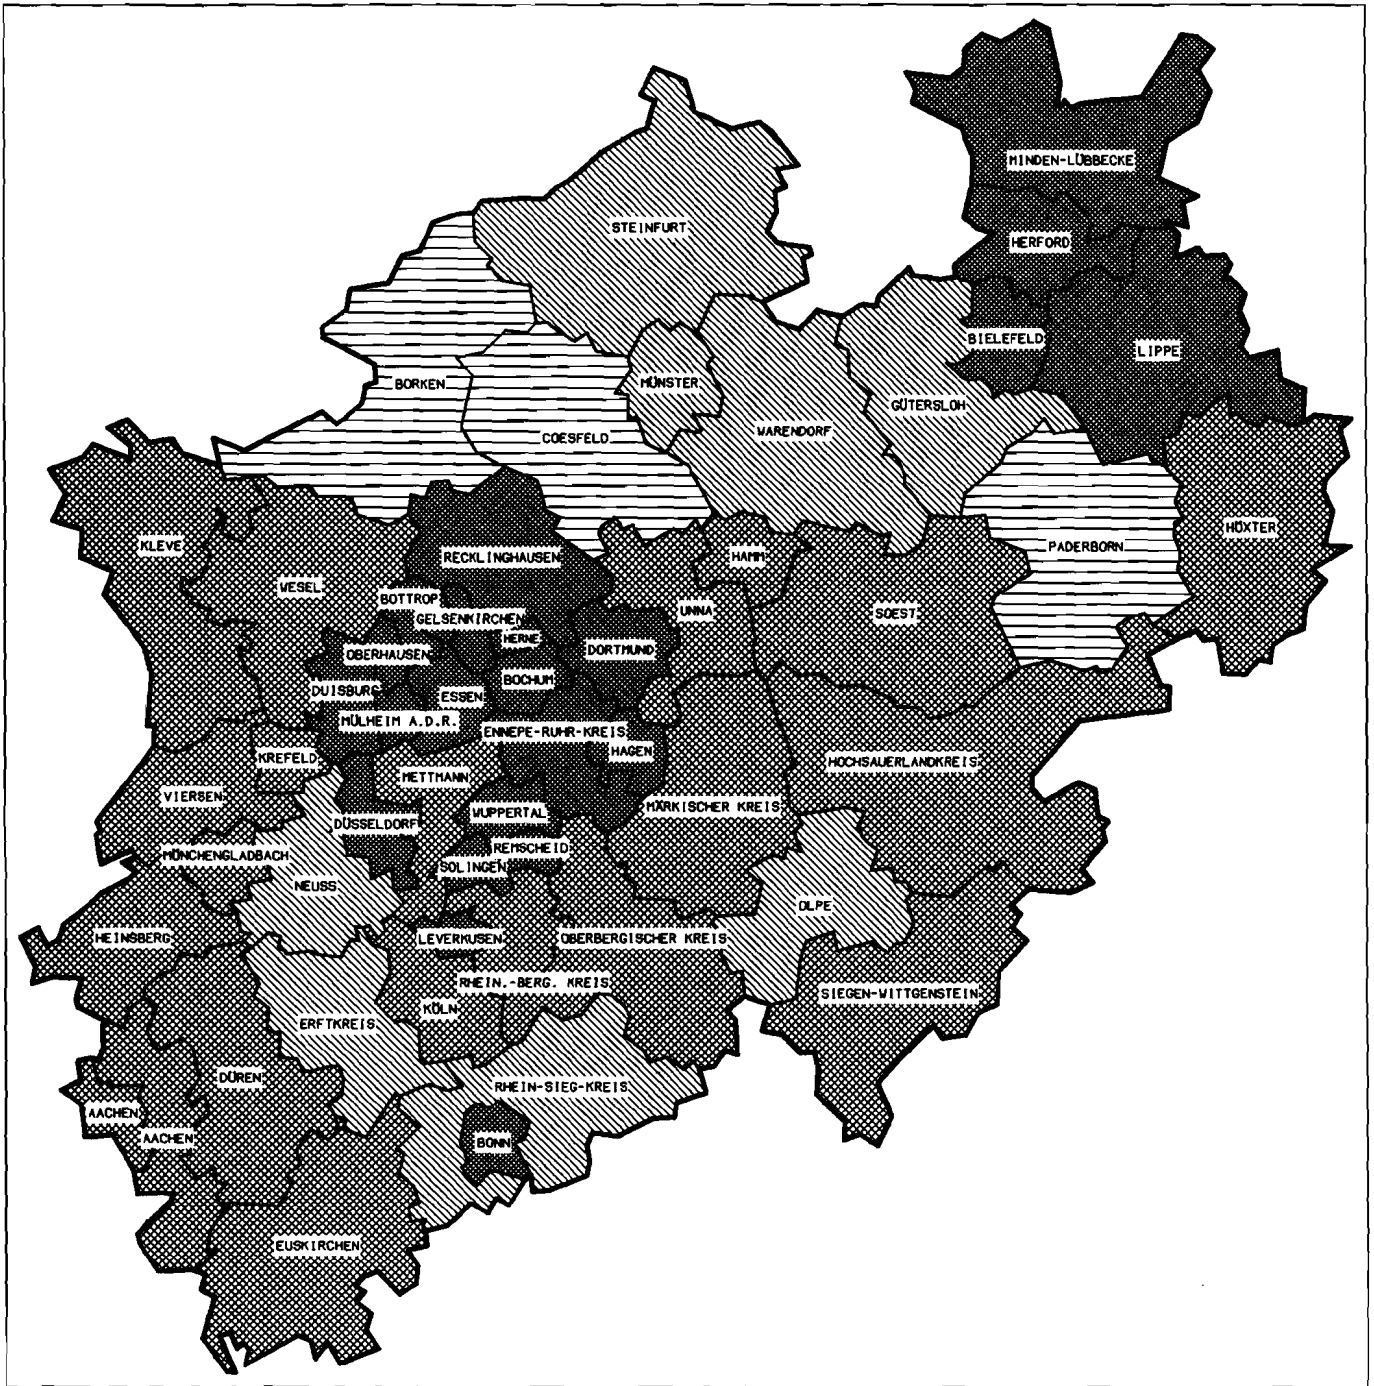 MINDEN-LÜBBECKE
STEINFURT
HERFORD
BIELEFELD
LIPPE
BORKEN
MÜNSTER
GÜTERSLOH
COESFELD
WARENDORF
HÖXTER
KLEVE
PADERBORN
RECKLINGHAUSEN
HAMM
WESEL
BOTTROP
UNNA
SOEST
GELSENKIRCHEN
HERNE
OBERHAUSEN
DORTMUND
BOCHUM
DUISBURG
ESSEN
MÜLHEIM A.D.R.
ENNEPE-RUHR-KREIS
HAGEN
KREFELD
HOCHSAUERLANDKREIS
METTMANN
VIERSEN
MÄRKISCHER KREIS
WUPPERTAL
DÜSSELDORF
REMSCHEID
MÖNCHENGLADBACH
SOLINGEN
NEUSS
OLPE
HEINSBERG
LEVERKUSEN
OBERBERGISCHER KREIS
RHEIN.-BERG. KREIS
SIEGEN-WITTGENSTEIN
KÖLN
ERFTKREIS
DÜREN
RHEIN-SIEG-KREIS
AACHEN
AACHEN
BONN
EUSKIRCHEN